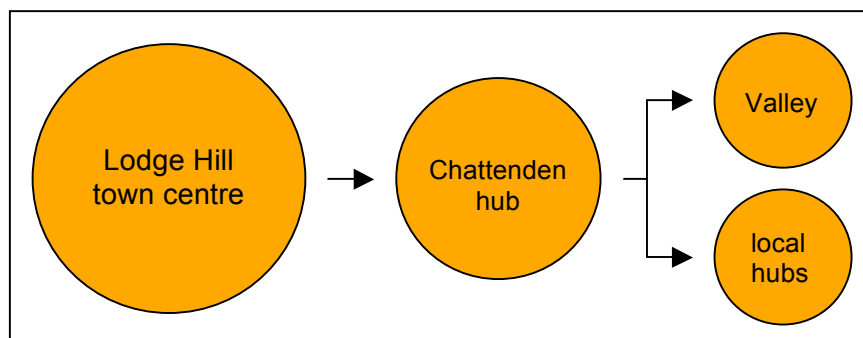 Lodge Hill
town centre
Chattenden
hub
Valley
local
hubs